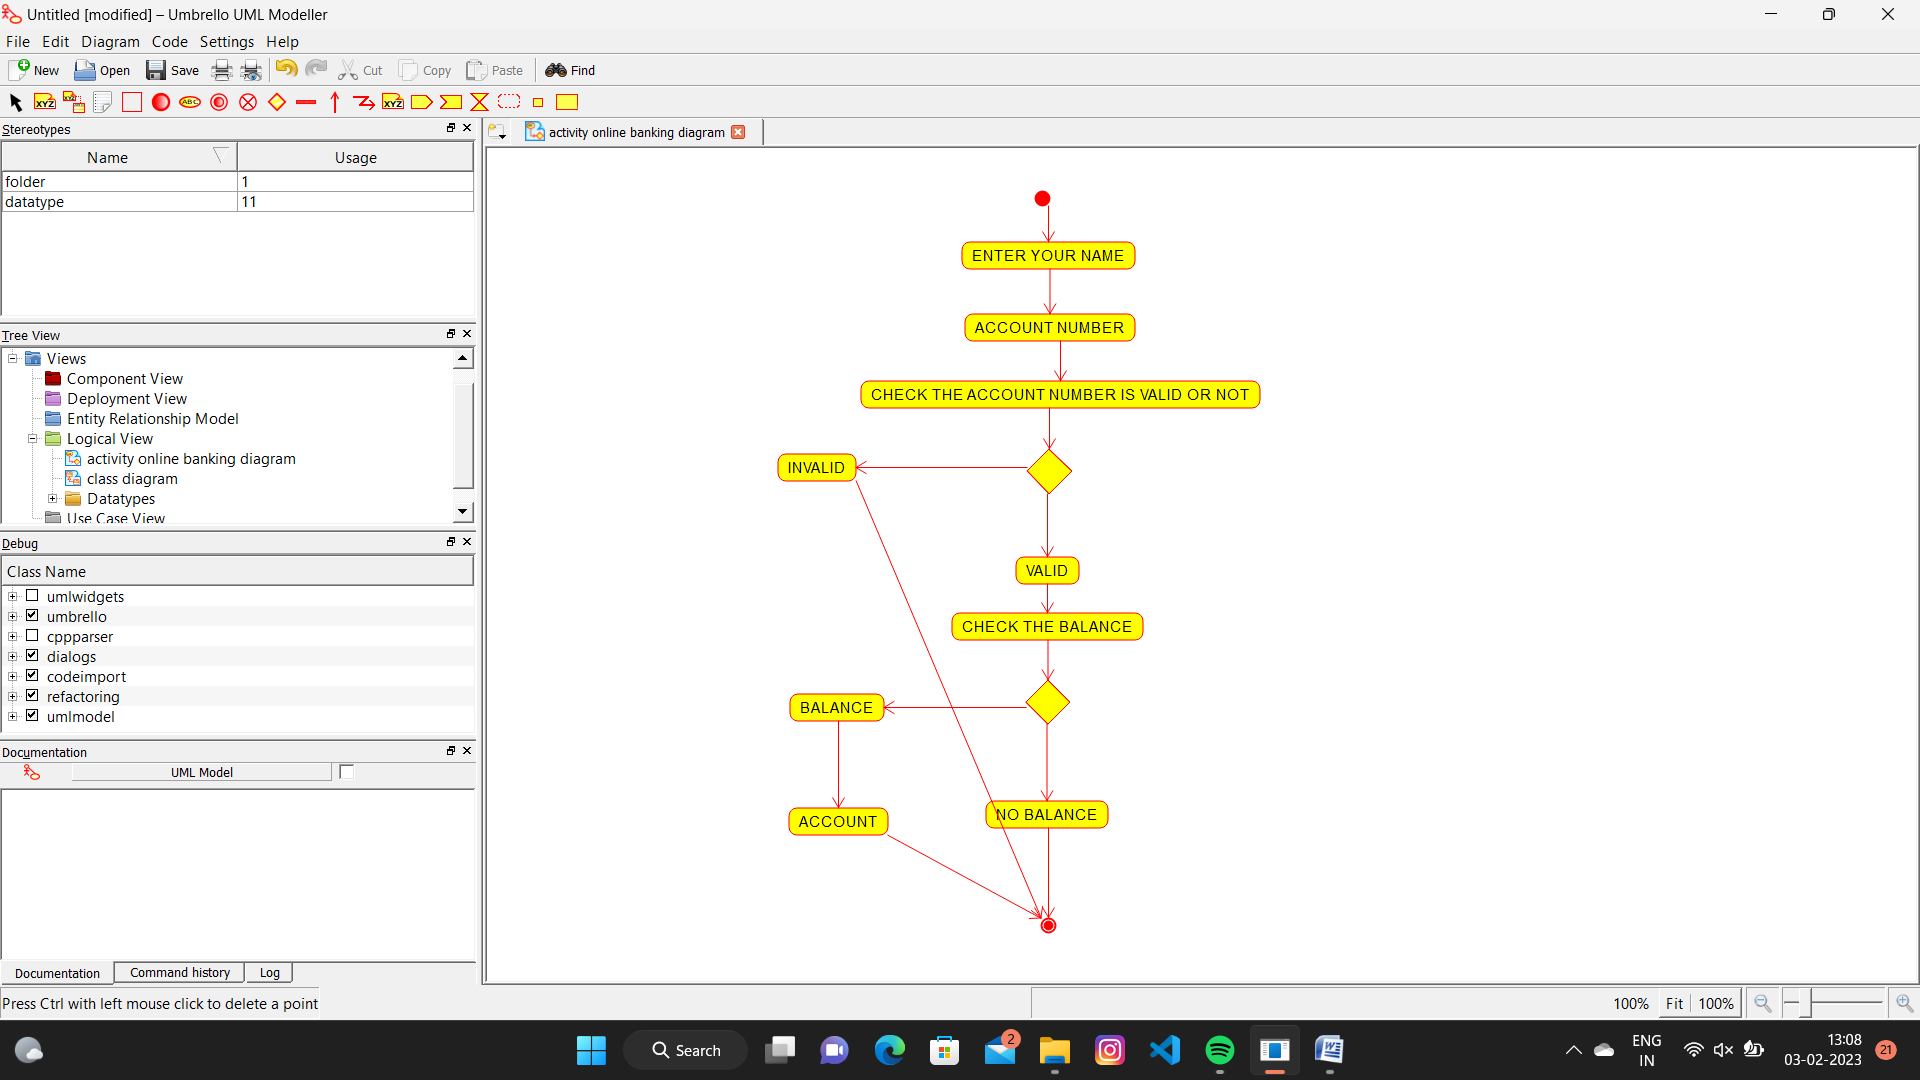 Untitled [modified] – Umbrello UML Modeller
File Edit Diagram Code Settings Help
New Open Save Cut Copy Paste Find
XYZ XYZ ABC XYZ
Stereotypes
activity online banking diagram
Name Usage
folder 1
datatype 11
Tree View
Views
Component View
Deployment View
Entity Relationship Model
Logical View
activity online banking diagram
class diagram
Datatypes
Use Case View
Debug
Class Name
umlwidgets
umbrello
cppparser
dialogs
codeimport
refactoring
umlmodel
Documentation
UML Model
Documentation Command history Log
ENTER YOUR NAME
ACCOUNT NUMBER
CHECK THE ACCOUNT NUMBER IS VALID OR NOT
INVALID
VALID
CHECK THE BALANCE
BALANCE
ACCOUNT
NO BALANCE
Press Ctrl with left mouse click to delete a point
100% Fit 100%
Search
2
ENG
IN
13:08
03-02-2023
21